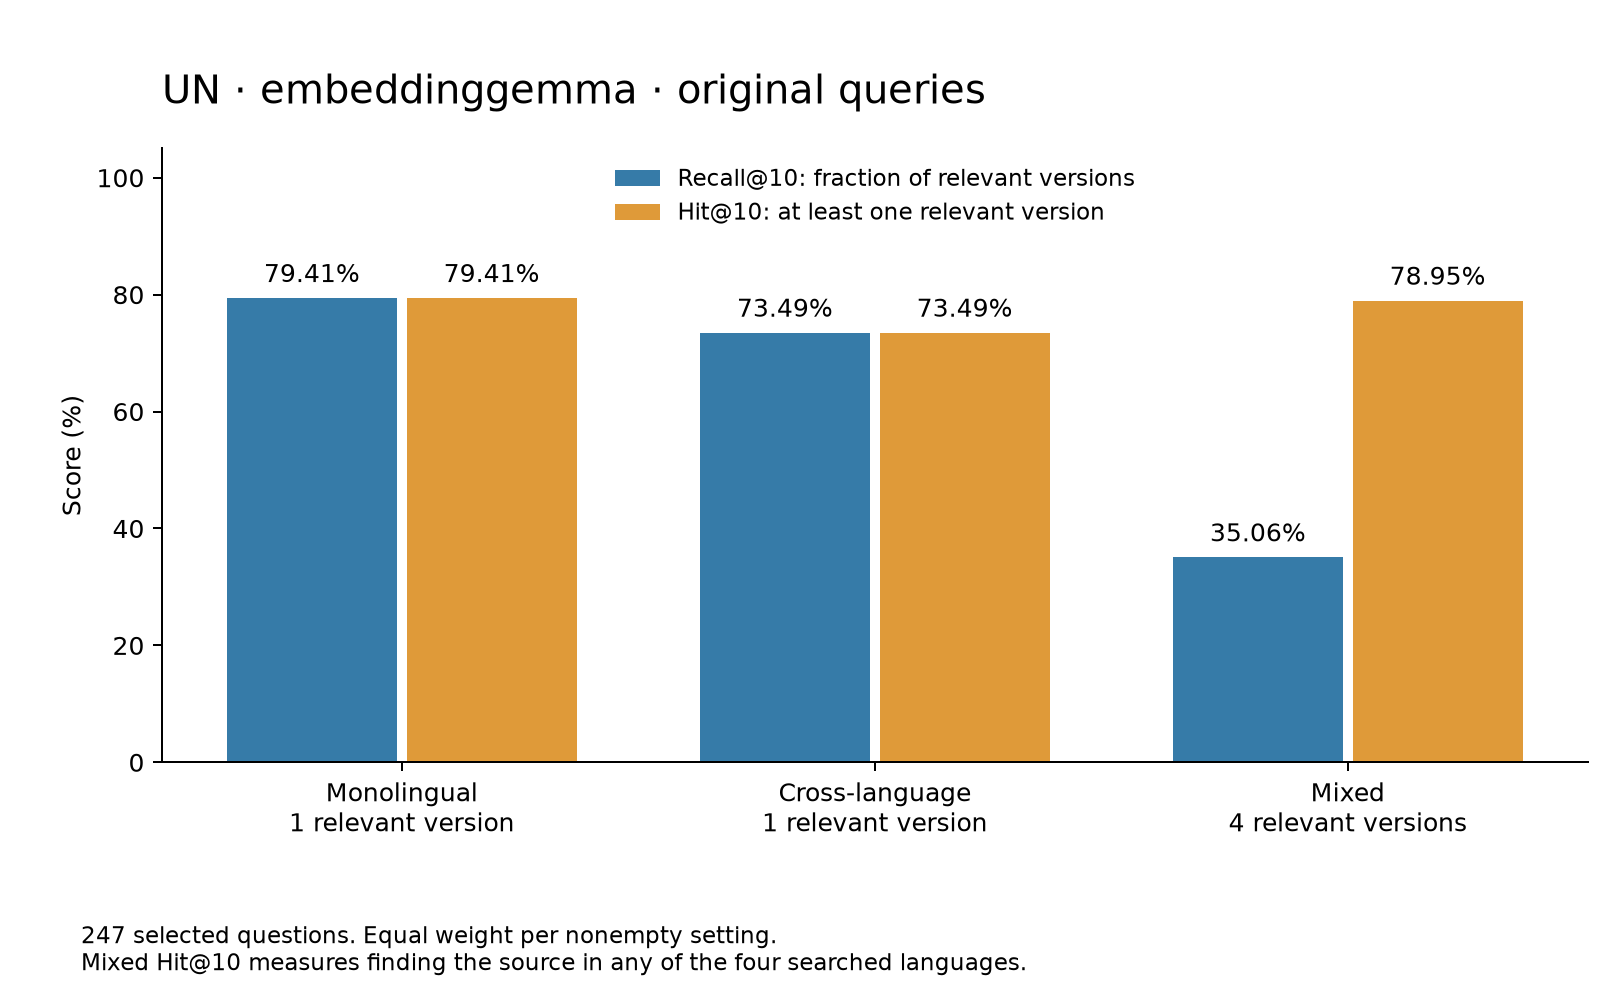 UN · embeddinggemma · original queries
Recall@10: fraction of relevant versions
Hit@10: at least one relevant version
Score (%)
100
80
60
40
20
0
79.41%
79.41%
73.49%
73.49%
35.06%
78.95%
Monolingual
1 relevant version
Cross-language
1 relevant version
Mixed
4 relevant versions
247 selected questions. Equal weight per nonempty setting.
Mixed Hit@10 measures finding the source in any of the four searched languages.